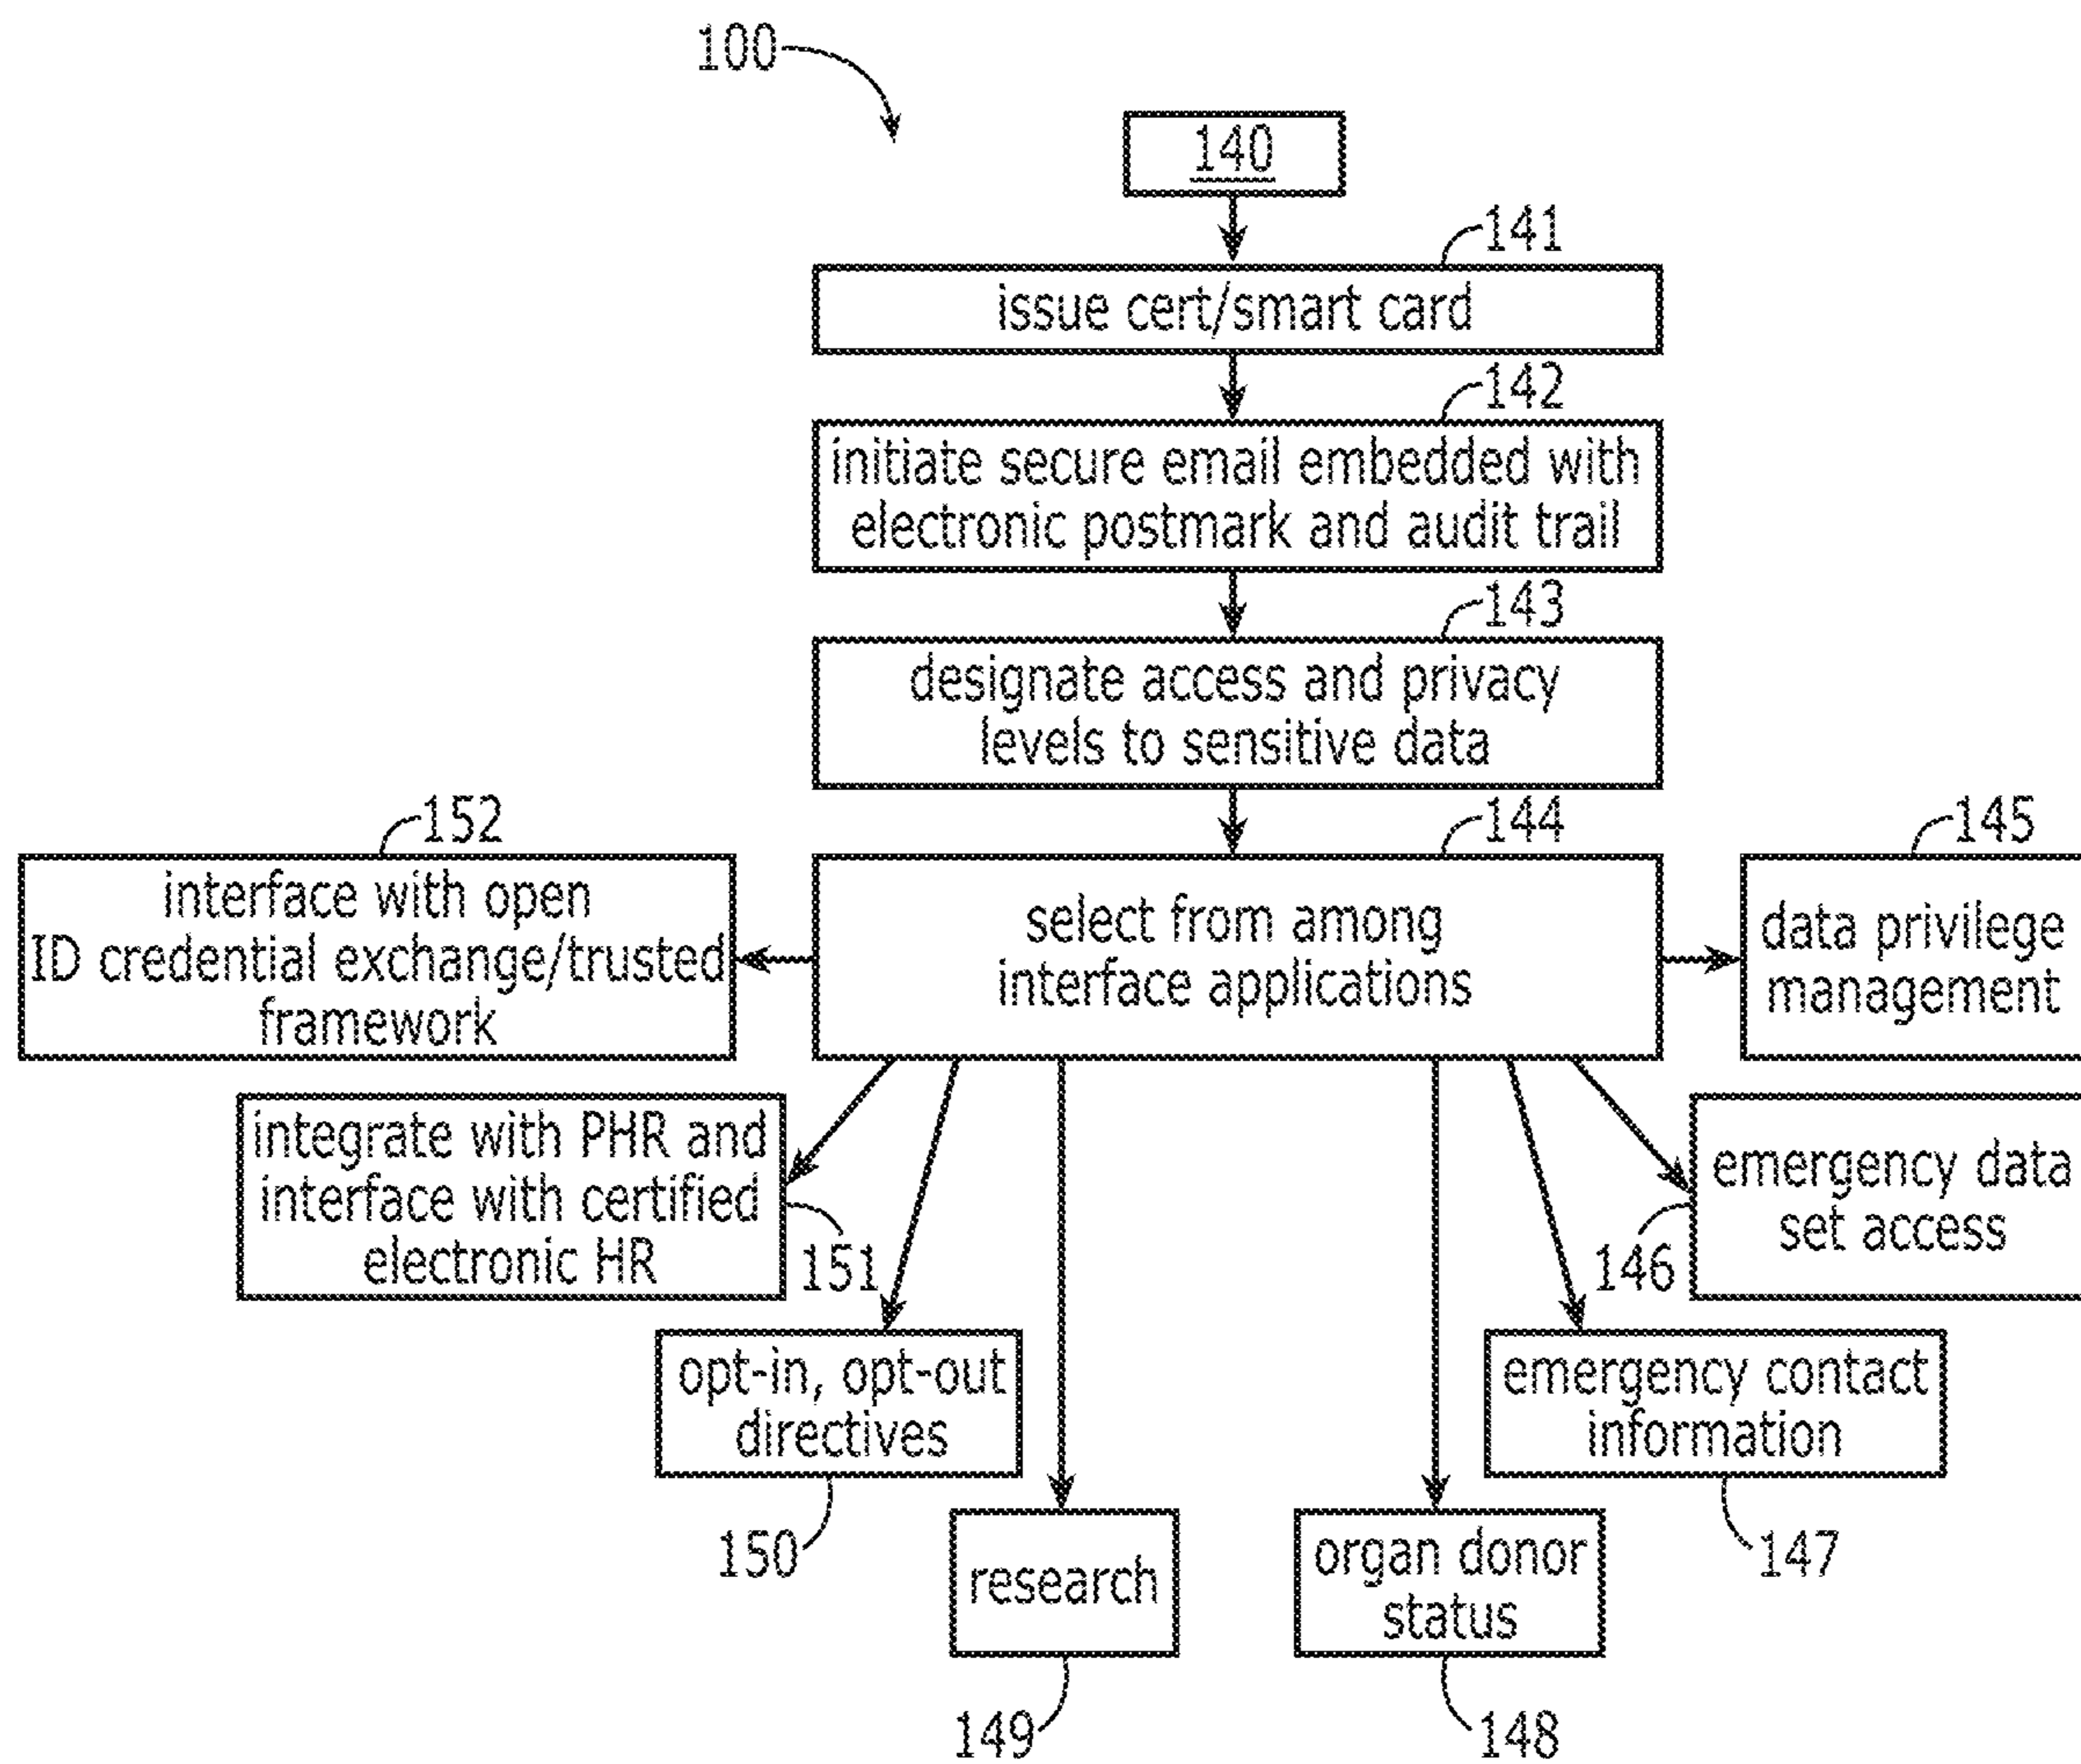 100
140
141
issue cert/smart card
142
initiate secure email embedded with
electronic postmark and audit trail
143
designate access and privacy
levels to sensitive data
152
144
145
interface with open
ID credential exchange/trusted
framework
select from among
interface applications
data privilege
management
integrate with PHR and
interface with certified
electronic HR
151
146
emergency data
set access
opt-in, opt-out
directives
emergency contact
information
150
147
research
organ donor
status
149
148